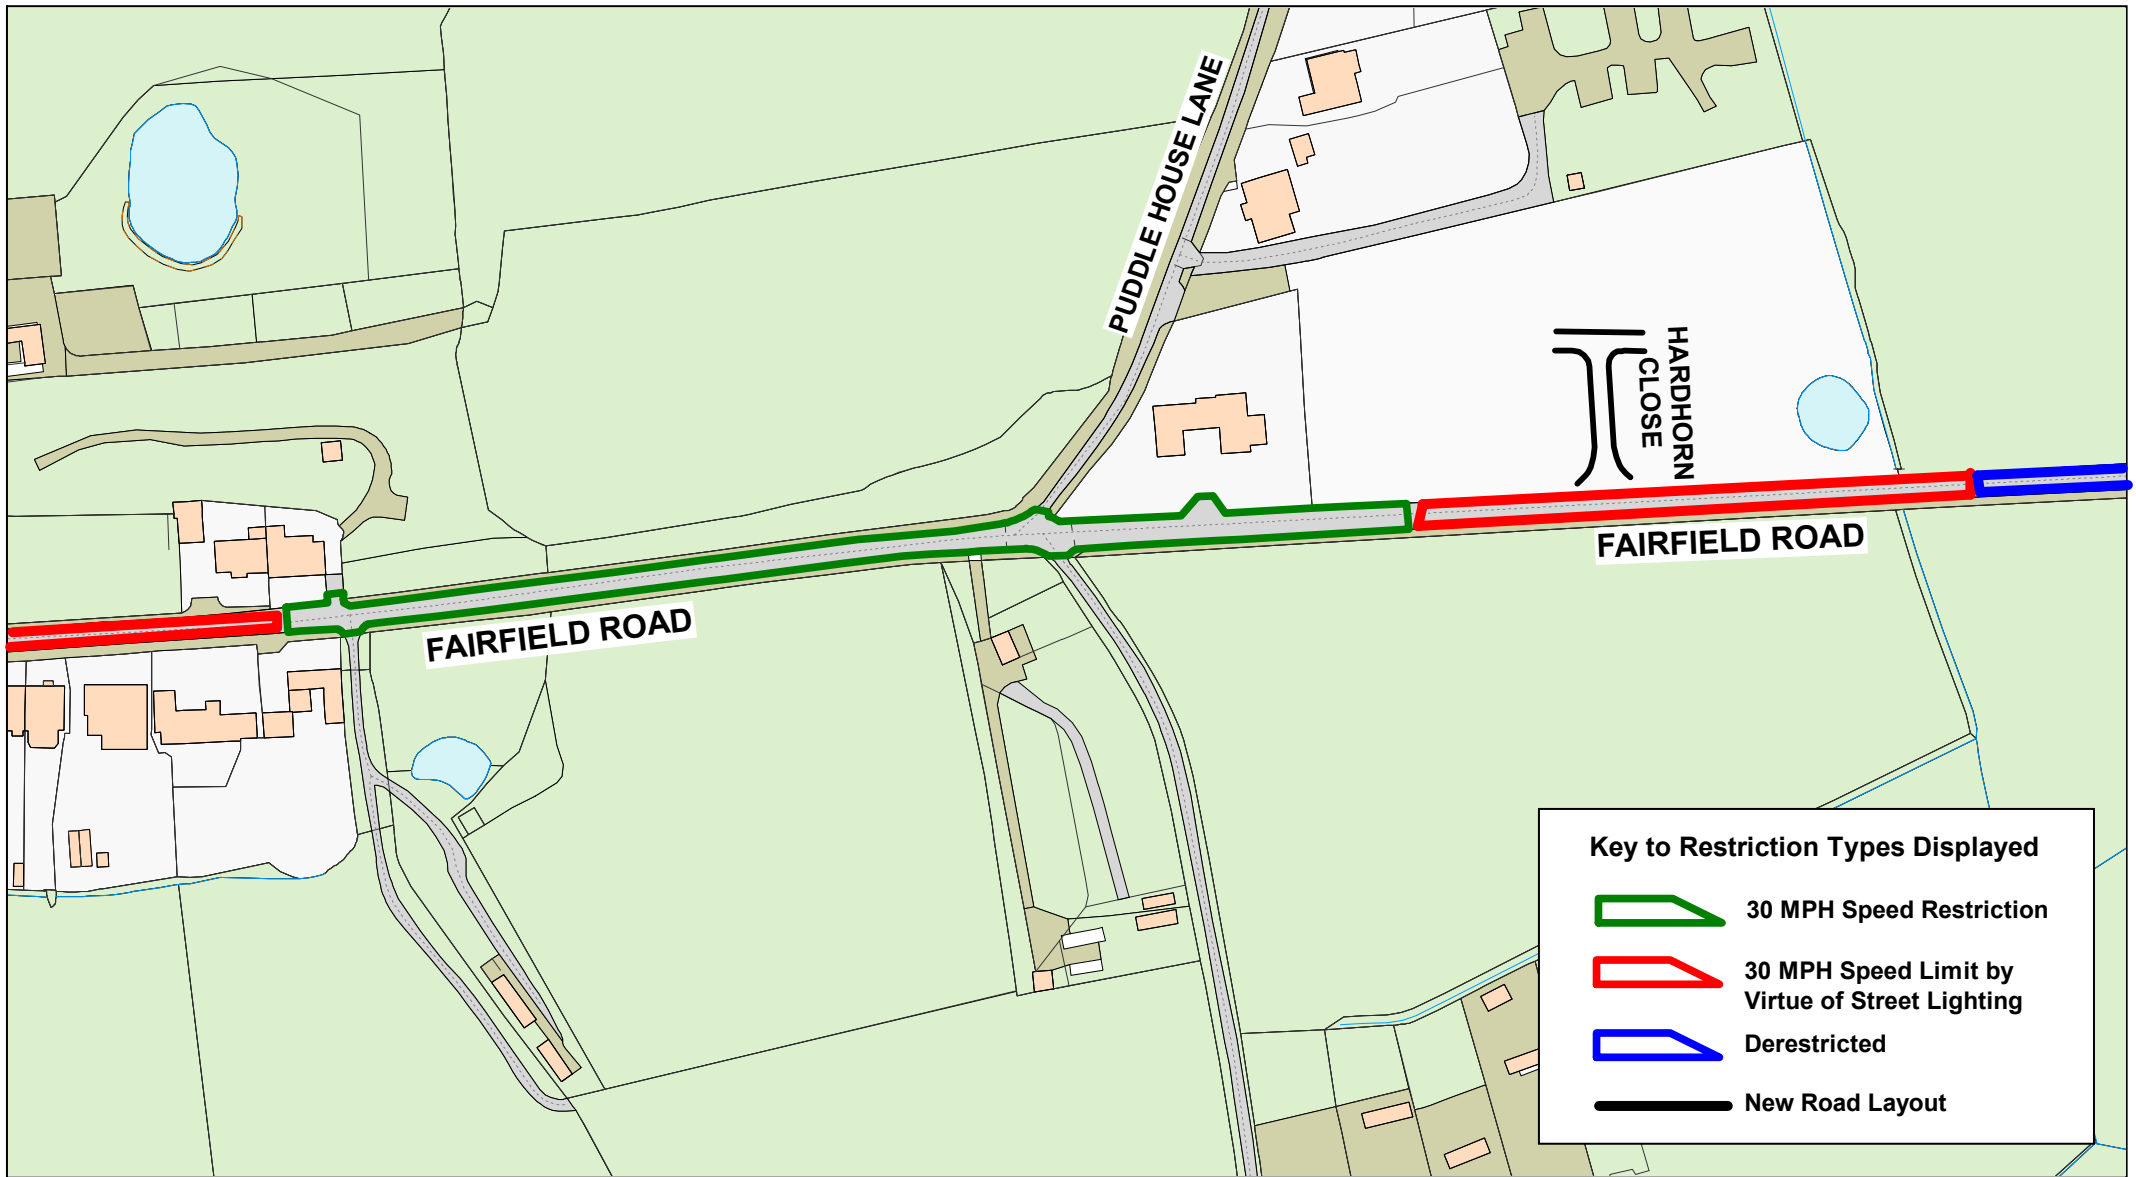 PUDDLE HOUSE LANE
HARDHORN
CLOSE
FAIRFIELD ROAD
FAIRFIELD ROAD
Key to Restriction Types Displayed
30 MPH Speed Restriction
30 MPH Speed Limit by
Virtue of Street Lighting
Derestricted
New Road Layout